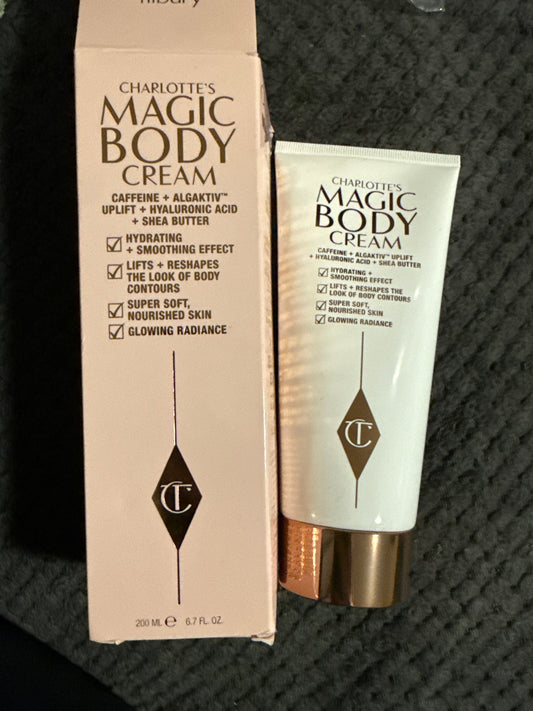 tilbury
CHARLOTTE'S
MAGIC
BODY
CREAM
CAFFEINE + ALGAKTIV™
UPLIFT + HYALURONIC ACID
+ SHEA BUTTER
HYDRATING
+ SMOOTHING EFFECT
LIFTS + RESHAPES
THE LOOK OF BODY
CONTOURS
SUPER SOFT,
NOURISHED SKIN
GLOWING RADIANCE
CT
200 ML e 6.7 FL. OZ.
CHARLOTTE'S
MAGIC
BODY
CREAM
CAFFEINE + ALGAKTIV™ UPLIFT
+ HYALURONIC ACID + SHEA BUTTER
HYDRATING +
SMOOTHING EFFECT
LIFTS + RESHAPES THE
LOOK OF BODY CONTOURS
SUPER SOFT,
NOURISHED SKIN
GLOWING RADIANCE
CT